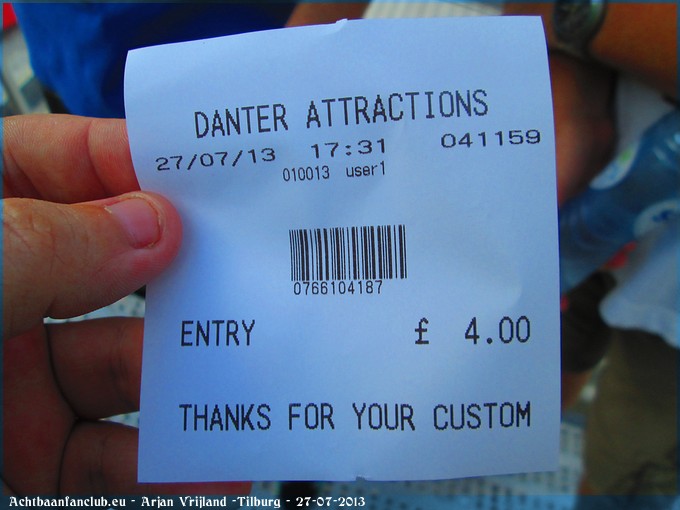 DANTER ATTRACTIONS
27/07/13 17:31 041159
010013 user1
0766104187
ENTRY £ 4.00
THANKS FOR YOUR CUSTOM
Achtbaanfanclub.eu - Arjan Vrijland -Tilburg - 27-07-2013